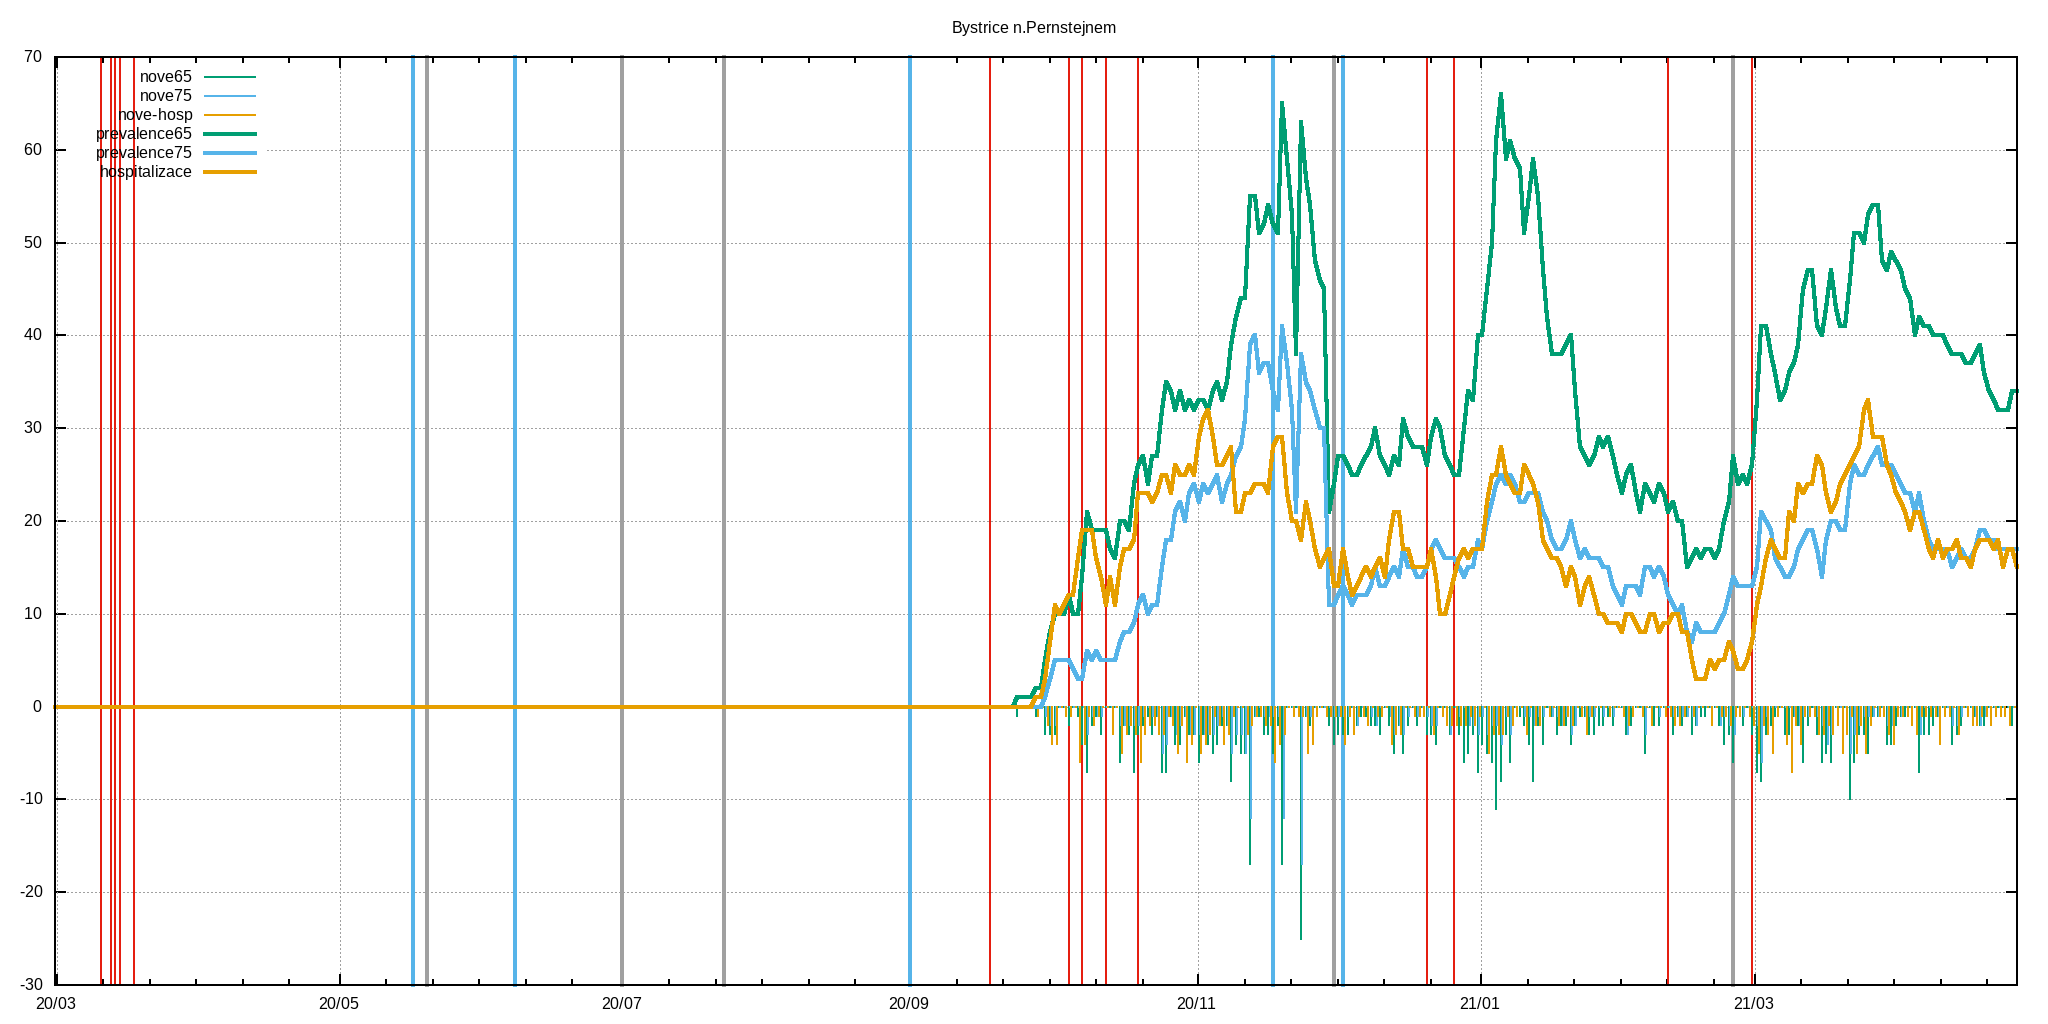 Bystrice n.Pernstejnem
70
60
50
40
30
20
10
0
-10
-20
-30
nove65
nove75
nove-hosp
prevalence65
prevalence75
hospitalizace
20/03 20/05 20/07 20/09 20/11 21/01 21/03